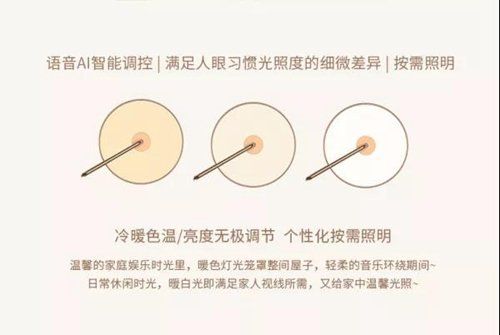 语音AI智能调控 | 满足人眼习惯光照度的细微差异 | 按需照明
冷暖色温/亮度无极调节 个性化按需照明
温馨的家庭娱乐时光里，暖色灯光笼罩整间屋子，轻柔的音乐环绕期间~
日常休闲时光，暖白光即满足家人视线所需，又给家中温馨光照~